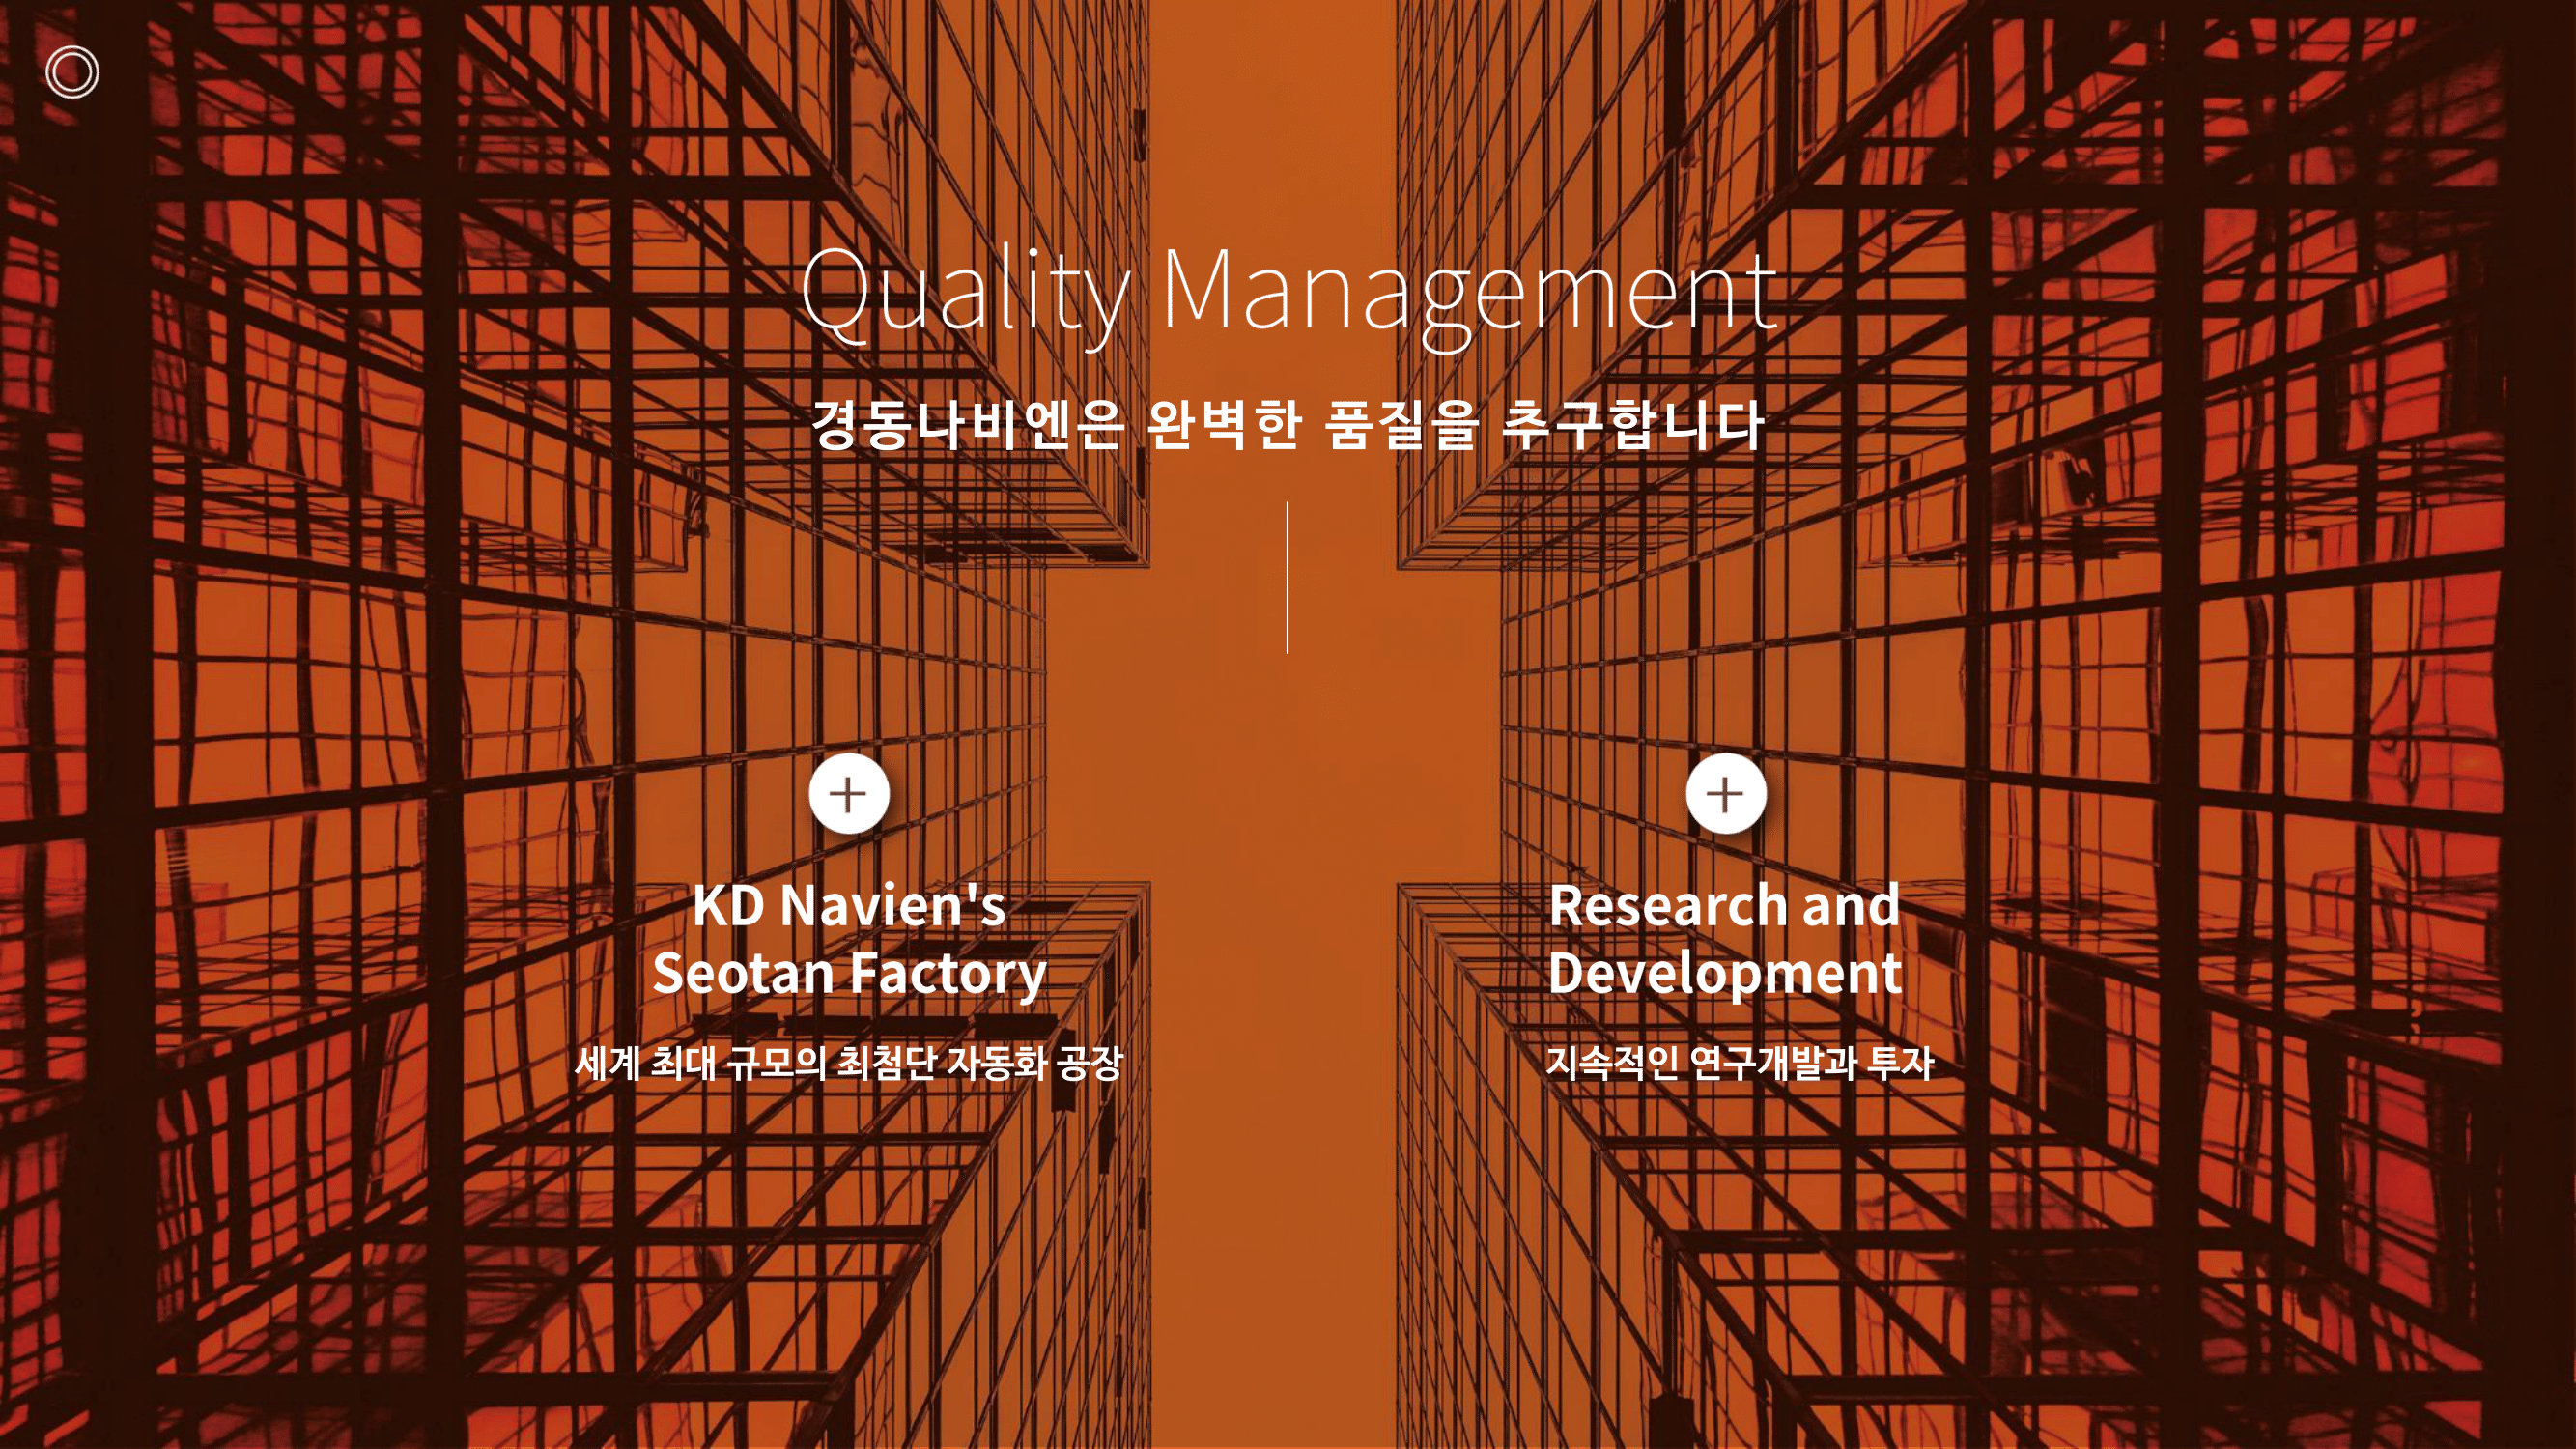 Quality Management
경동나비엔은 완벽한 품질을 추구합니다
KD Navien's
Seotan Factory
세계 최대 규모의 최첨단 자동화 공장
Research and
Development
지속적인 연구개발과 투자